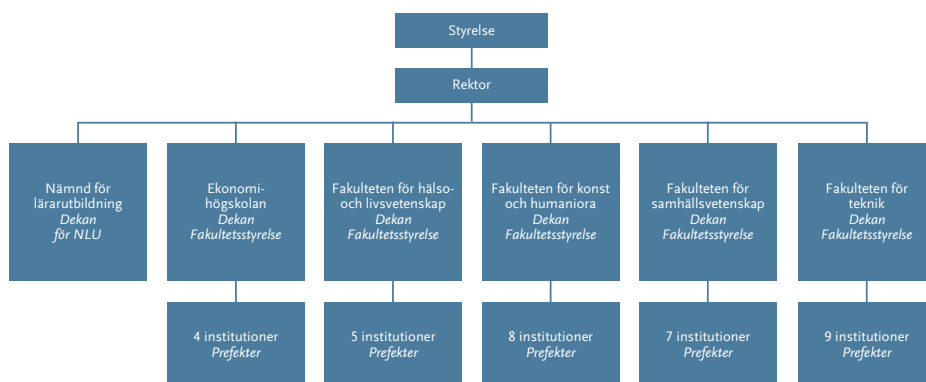 Styrelse
Rektor
Nämnd för
lärarutbildning
Dekan
för NLU
Ekonomi-
högskolan
Dekan
Fakultetsstyrelse
Fakulteten för hälso-
och livsvetenskap
Dekan
Fakultetsstyrelse
Fakulteten för konst
och humaniora
Dekan
Fakultetsstyrelse
Fakulteten för
samhällsvetenskap
Dekan
Fakultetsstyrelse
Fakulteten för
teknik
Dekan
Fakultetsstyrelse
4 institutioner
Prefekter
5 institutioner
Prefekter
8 institutioner
Prefekter
7 institutioner
Prefekter
9 institutioner
Prefekter